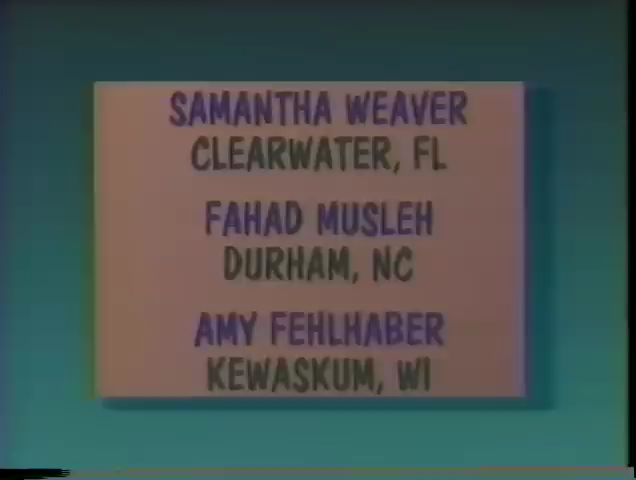 SAMANTHA WEAVER
CLEARWATER, FL
FAHAD MUSLEH
DURHAM, NC
AMY FEHLHABER
KEWASKUM, WI